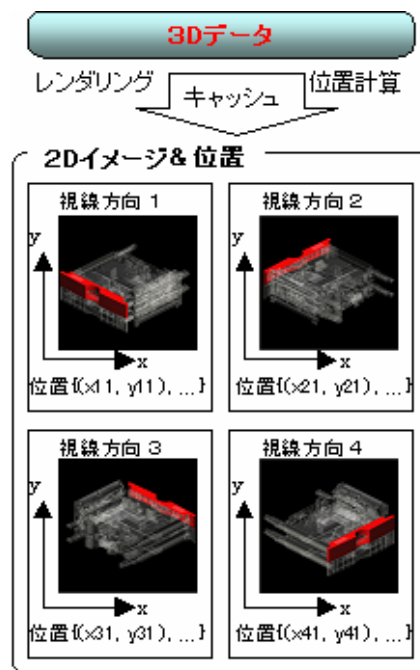 3Dデータ
レンダリング
キャッシュ
位置計算
2Dイメージ&位置
視線方向 1
y
x
位置{(x11, y11), ...}
視線方向 2
y
x
位置{(x21, y21), ...}
視線方向 3
y
x
位置{(x31, y31), ...}
視線方向 4
y
x
位置{(x41, y41), ...}